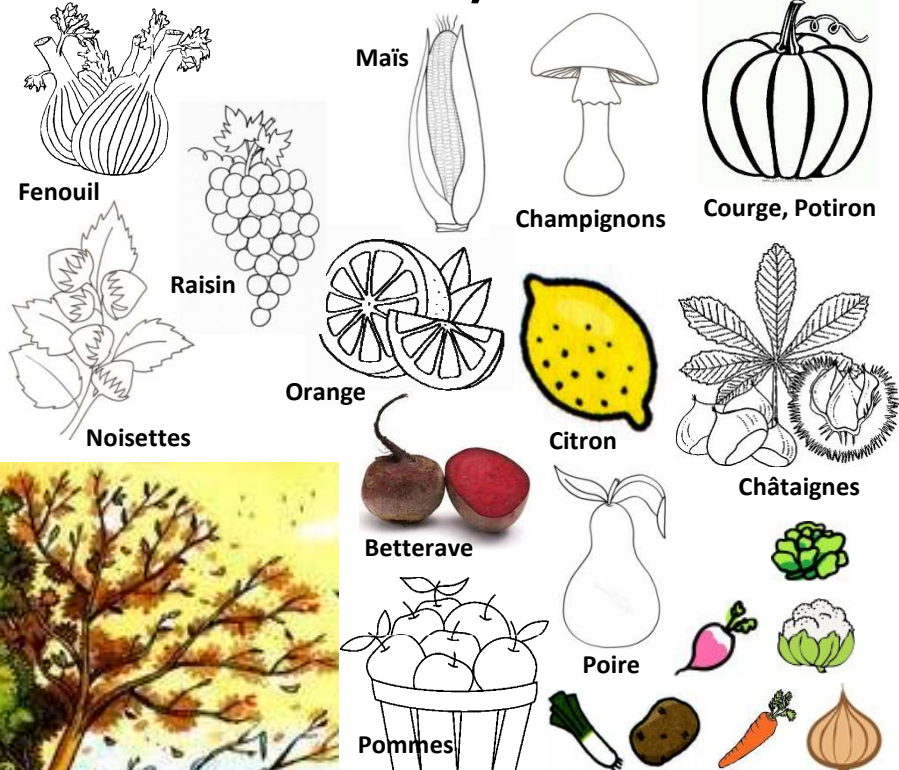 Maïs
Fenouil
Champignons
Courge, Potiron
Raisin
Orange
Noisettes
Citron
Châtaignes
Betterave
Poire
Pommes